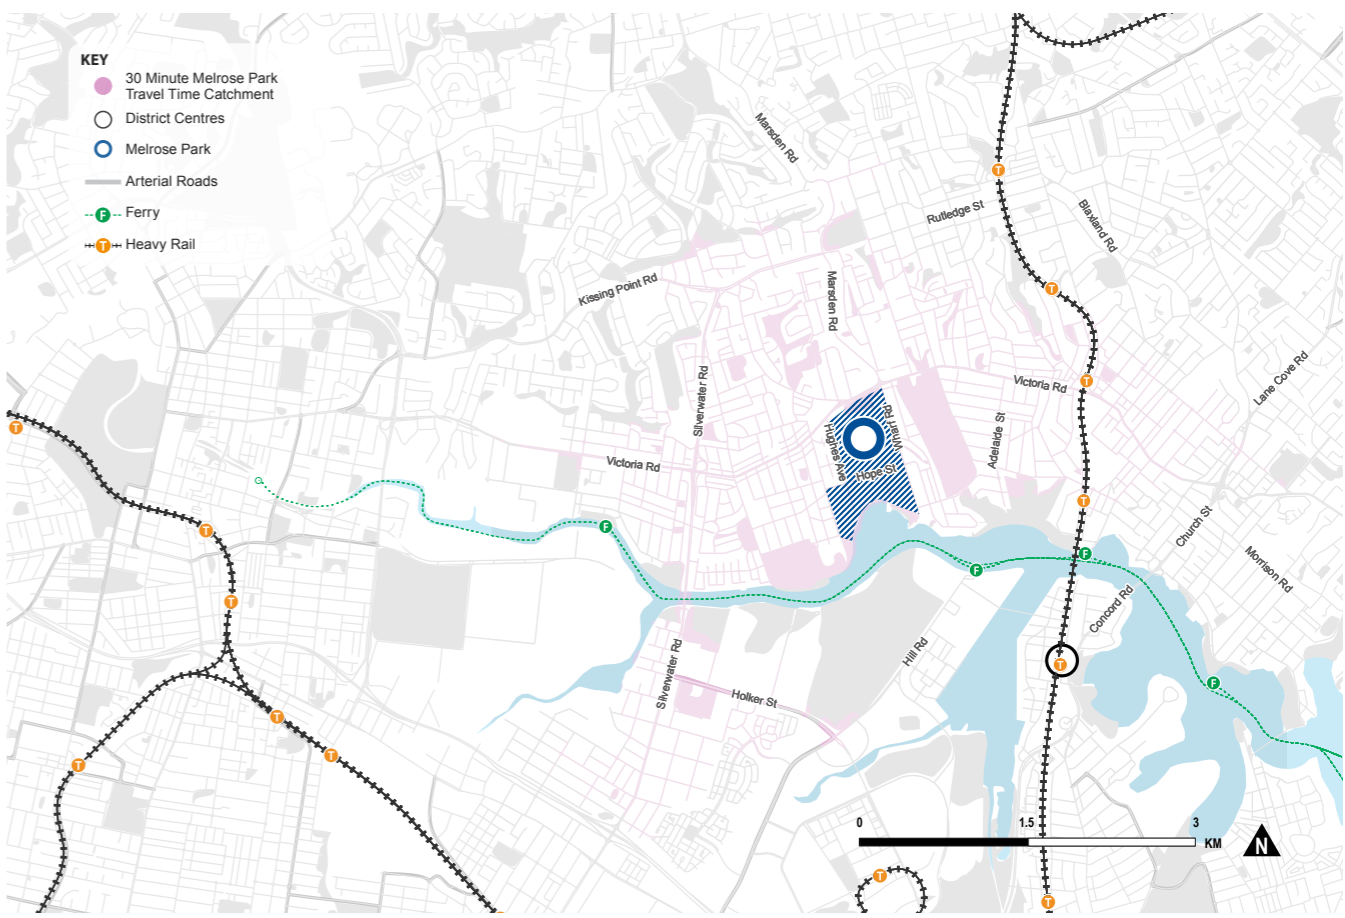 KEY
30 Minute Melrose Park
Travel Time Catchment
District Centres
Melrose Park
Arterial Roads
F
Ferry
T
Heavy Rail
Marsden Rd
T
Rutledge St
Blaxland Rd
Kissing Point Rd
Marsden Rd
T
Silverwater Rd
Victoria Rd
T
Lane Cove Rd
T
Hughes Ave
Wharf Rd
Adelaide St
Victoria Rd
Hope St
T
T
F
Church St
F
F
Morrison Rd
T
Concord Rd
Silverwater Rd
Hill Rd
T
F
Holker St
T
T
T
0
1.5
3
KM
N
T
T